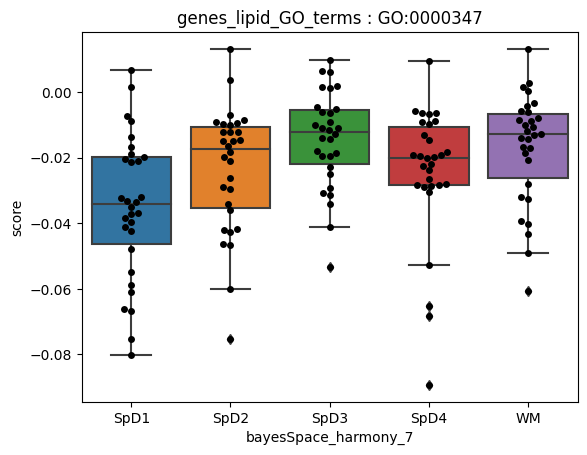 genes_lipid_GO_terms : GO:0000347
0.00
−0.02
−0.04
−0.06
−0.08
score
SpD1 SpD2 SpD3 SpD4 WM
bayesSpace_harmony_7